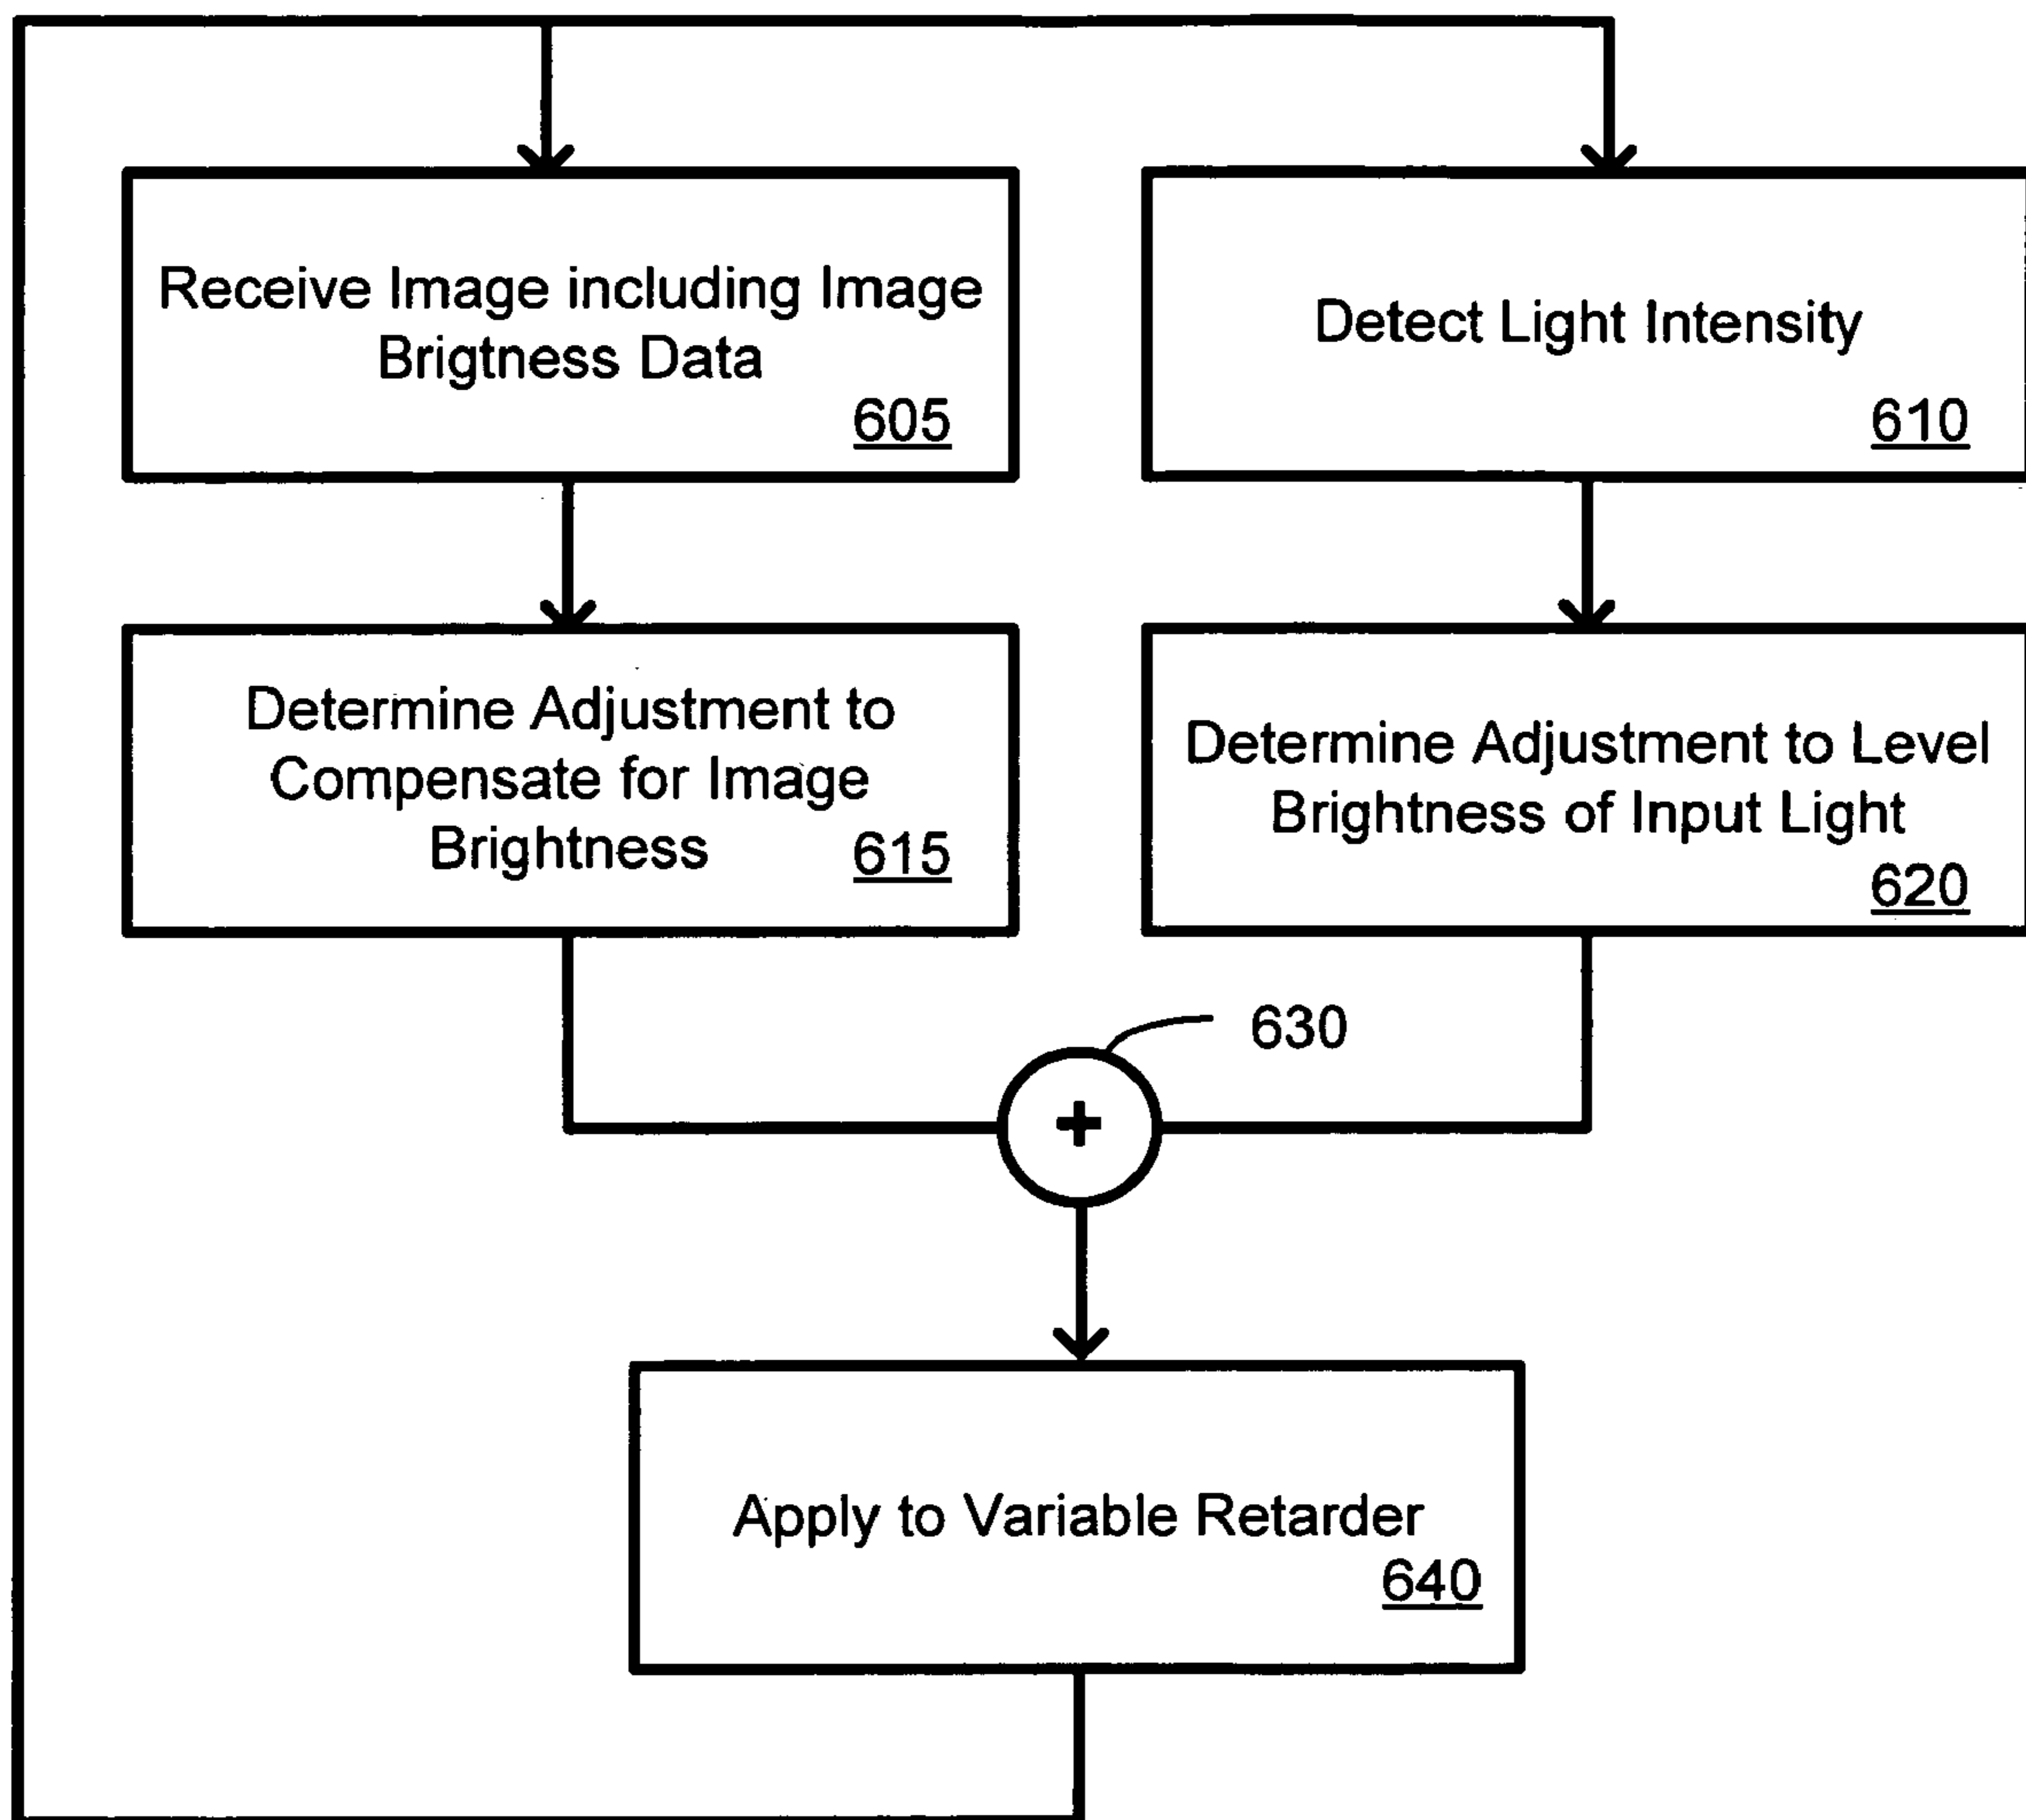 Receive Image including Image
Brigtness Data
605
Detect Light Intensity
610
Determine Adjustment to
Compensate for Image
Brightness
615
Determine Adjustment to Level
Brightness of Input Light
620
630
+
Apply to Variable Retarder
640